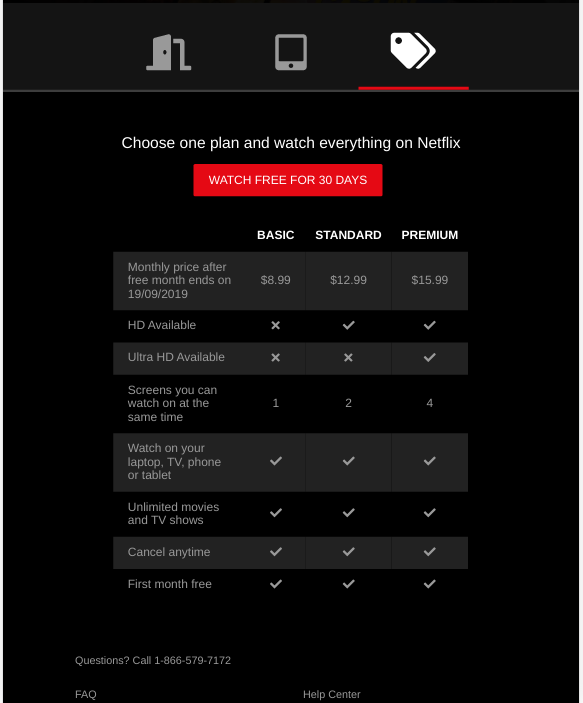 Choose one plan and watch everything on Netflix
WATCH FREE FOR 30 DAYS
BASIC STANDARD PREMIUM
Monthly price after
free month ends on
19/09/2019
$8.99 $12.99 $15.99
HD Available
Ultra HD Available
Screens you can
watch on at the
same time
1 2 4
Watch on your
laptop, TV, phone
or tablet
Unlimited movies
and TV shows
Cancel anytime
First month free
Questions? Call 1-866-579-7172
FAQ Help Center